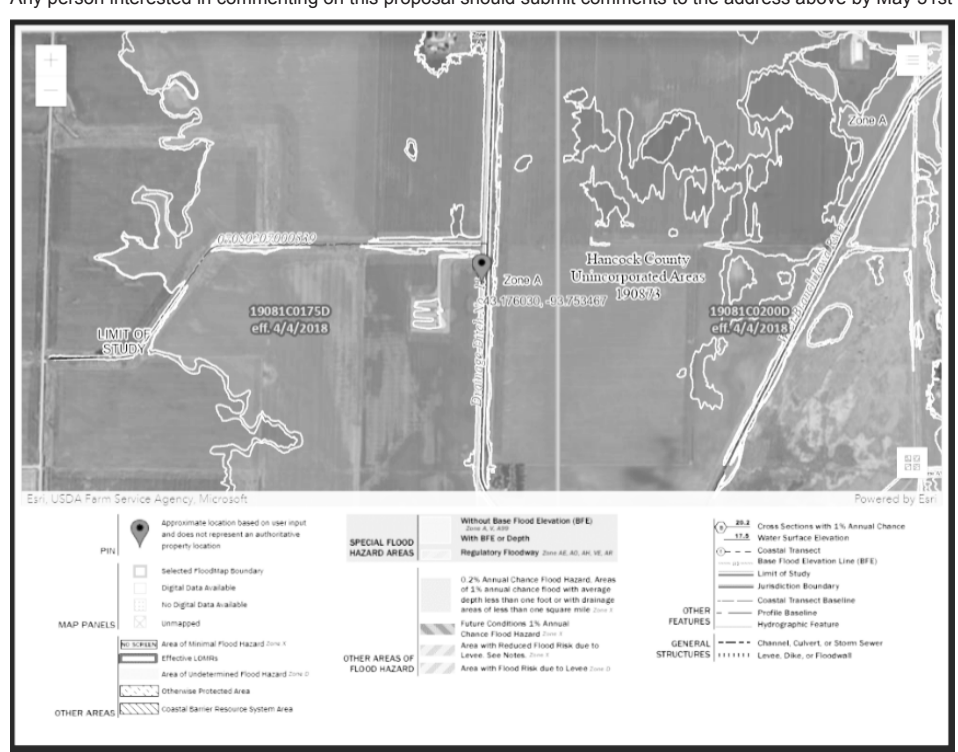 Any person interested in commenting on this proposal should submit comments to the address above by May 31st
Zone A
Hancock County
Unincorporated Areas
190873
Zone A
43.176030, -93.753467
19081C0175D
eff. 4/4/2018
19081C0200D
eff. 4/4/2018
LIMIT OF
STUDY
Esri, USDA Farm Service Agency, Microsoft
Powered by Esri
PIN
Approximate location based on user input
and does not represent an authoritative
property location
MAP PANELS
Selected FloodMap Boundary
Digital Data Available
No Digital Data Available
Unmapped
OTHER AREAS
NO SCREEN Area of Minimal Flood Hazard Zone X
Effective LOMRs
Area of Undetermined Flood Hazard Zone D
Otherwise Protected Area
Coastal Barrier Resource System Area
SPECIAL FLOOD
HAZARD AREAS
Without Base Flood Elevation (BFE)
Zone A, V, A99
With BFE or Depth
Regulatory Floodway Zone AE, AO, AH, VE, AR
OTHER AREAS OF
FLOOD HAZARD
0.2% Annual Chance Flood Hazard, Areas
of 1% annual chance flood with average
depth less than one foot or with drainage
areas of less than one square mile Zone X
Future Conditions 1% Annual
Chance Flood Hazard Zone X
Area with Reduced Flood Risk due to
Levee. See Notes. Zone X
Area with Flood Risk due to Levee Zone D
OTHER
FEATURES
20.2 Cross Sections with 1% Annual Chance
17.5 Water Surface Elevation
Coastal Transect
Base Flood Elevation Line (BFE)
Limit of Study
Jurisdiction Boundary
Coastal Transect Baseline
Profile Baseline
Hydrographic Feature
GENERAL
STRUCTURES
Channel, Culvert, or Storm Sewer
Levee, Dike, or Floodwall